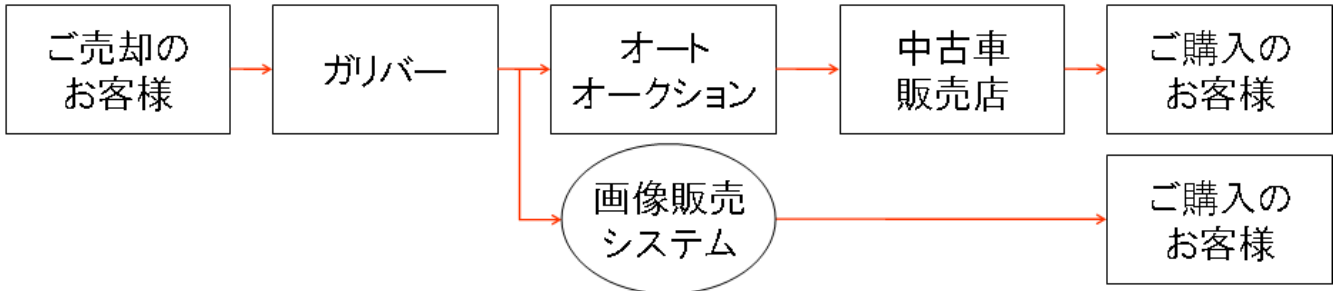 ご売却の
お客様
ガリバー
オート
オークション
中古車
販売店
ご購入の
お客様
画像販売
システム
ご購入の
お客様